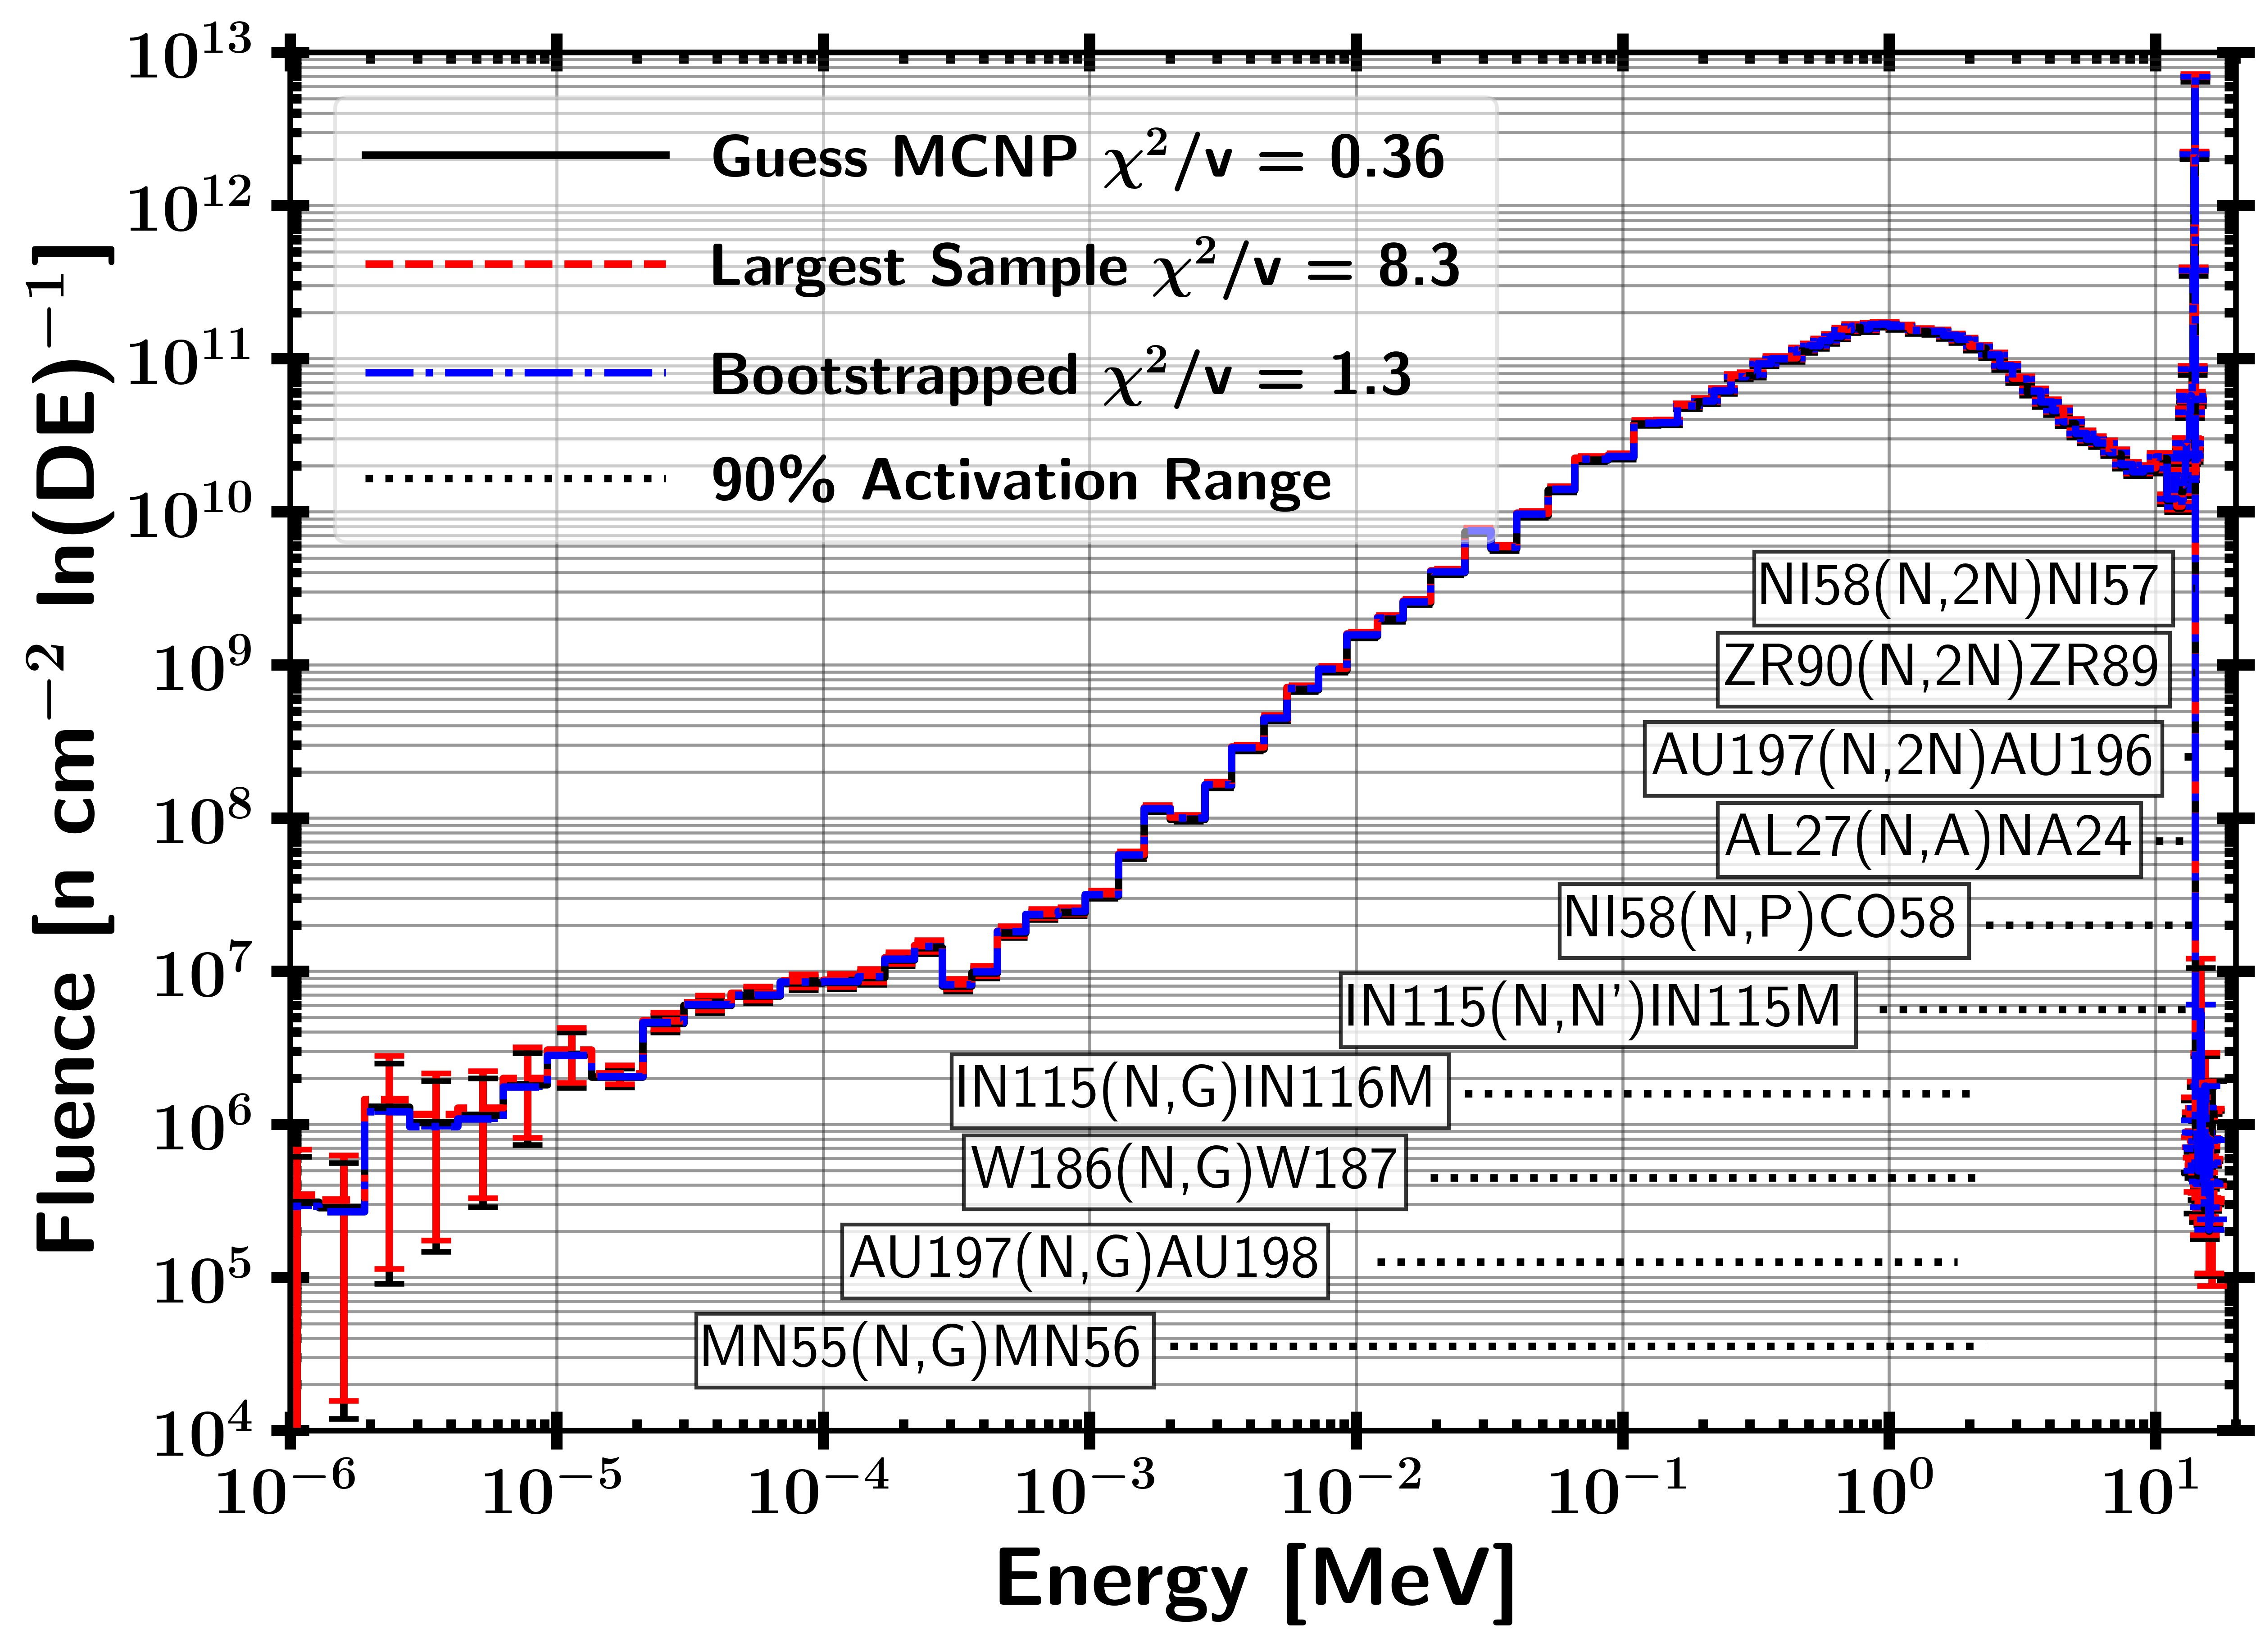 Fluence [n cm⁻² ln(DE)⁻¹]
10¹³
10¹²
10¹¹
10¹⁰
10⁹
10⁸
10⁷
10⁶
10⁵
10⁴
Guess MCNP χ²/v = 0.36
Largest Sample χ²/v = 8.3
Bootstrapped χ²/v = 1.3
90% Activation Range
NI58(N,2N)NI57
ZR90(N,2N)ZR89
AU197(N,2N)AU196
AL27(N,A)NA24
NI58(N,P)CO58
IN115(N,N')IN115M
IN115(N,G)IN116M
W186(N,G)W187
AU197(N,G)AU198
MN55(N,G)MN56
10⁻⁶ 10⁻⁵ 10⁻⁴ 10⁻³ 10⁻² 10⁻¹ 10⁰ 10¹
Energy [MeV]